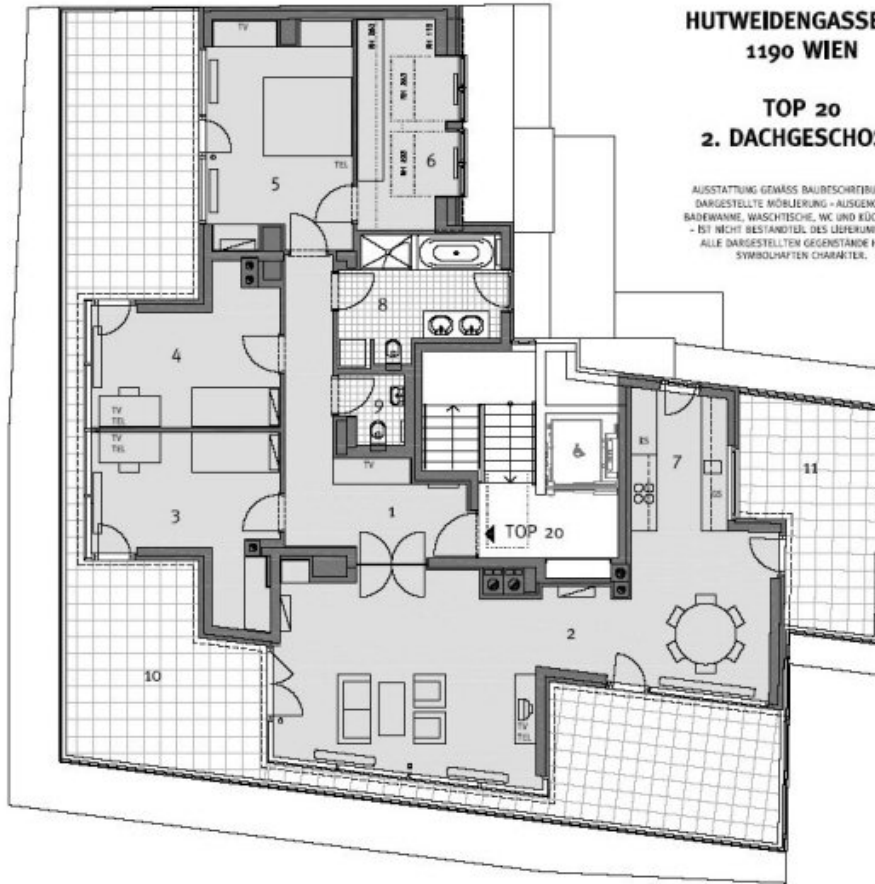 HUTWEIDENGASSE
1190 WIEN
TOP 20
2. DACHGESCHOS
AUSSTATTUNG GEMÄSS BAUBESCHREIBU
DARGESTELLTE MÖBLIERUNG - AUSGENO
BADEWANNE, WASCHTISCHE, WC UND KÜC
- IST NICHT BESTANDTEIL DES LIEFERUM
ALLE DARGESTELLTEN GEGENSTÄNDE H
SYMBOLHAFTEN CHARAKTER.
TV
TEL
5
6
8
4
TV
TEL
TV
TEL
9
3
TV
1
TOP 20
KS
7
GS
11
2
10
TV
TEL